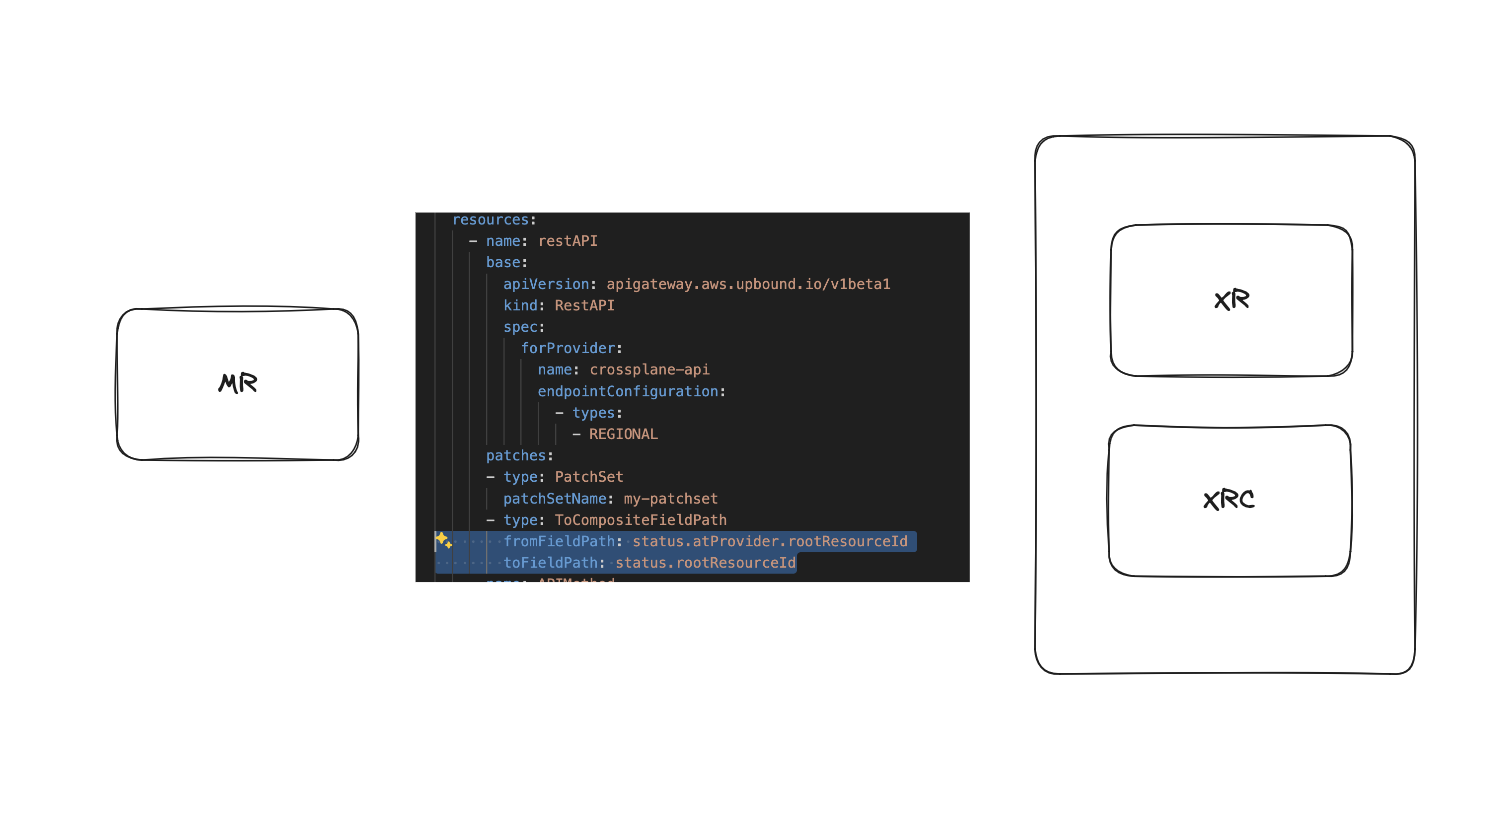 MR
resources:
- name: restAPI
base:
apiVersion: apigateway.aws.upbound.io/v1beta1
kind: RestAPI
spec:
forProvider:
name: crossplane-api
endpointConfiguration:
- types:
- REGIONAL
patches:
- type: PatchSet
patchSetName: my-patchset
- type: ToCompositeFieldPath
fromFieldPath: status.atProvider.rootResourceId
toFieldPath: status.rootResourceId
XR
XRC